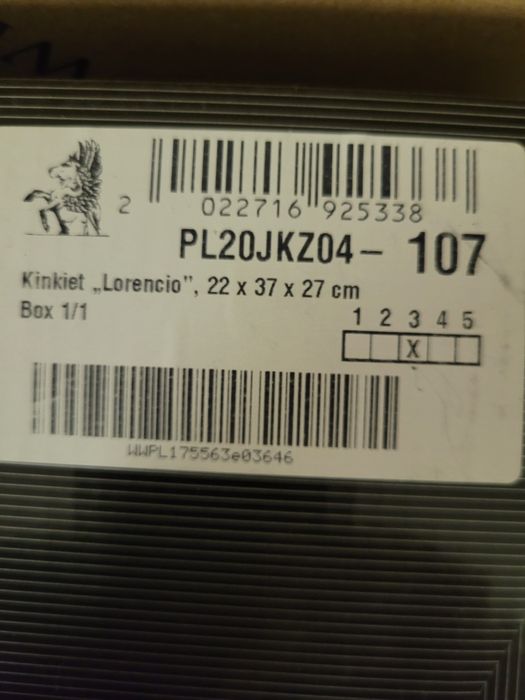 2 022716 925338
PL20JKZ04- 107
Kinkiet „Lorencio”, 22 x 37 x 27 cm
Box 1/1
1 2 3 4 5
X
WWPL175563e03646